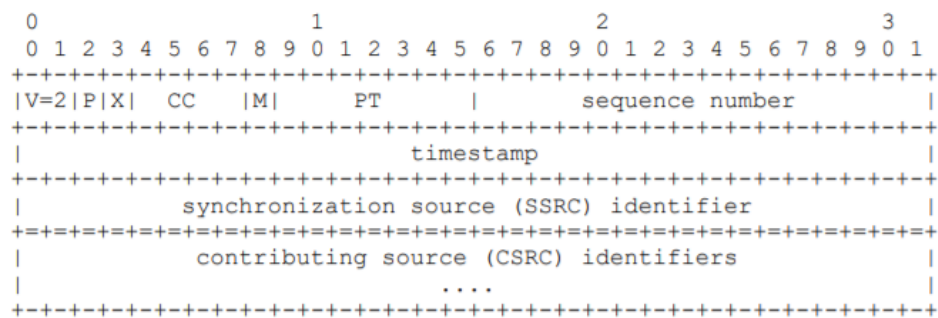 0                   1                   2                   3
 0 1 2 3 4 5 6 7 8 9 0 1 2 3 4 5 6 7 8 9 0 1 2 3 4 5 6 7 8 9 0 1
+-+-+-+-+-+-+-+-+-+-+-+-+-+-+-+-+-+-+-+-+-+-+-+-+-+-+-+-+-+-+-+-+
|V=2|P|X|  CC   |M|     PT      |       sequence number         |
+-+-+-+-+-+-+-+-+-+-+-+-+-+-+-+-+-+-+-+-+-+-+-+-+-+-+-+-+-+-+-+-+
|                           timestamp                           |
+-+-+-+-+-+-+-+-+-+-+-+-+-+-+-+-+-+-+-+-+-+-+-+-+-+-+-+-+-+-+-+-+
|           synchronization source (SSRC) identifier            |
+=+=+=+=+=+=+=+=+=+=+=+=+=+=+=+=+=+=+=+=+=+=+=+=+=+=+=+=+=+=+=+=+
|            contributing source (CSRC) identifiers             |
|                             ....                              |
+-+-+-+-+-+-+-+-+-+-+-+-+-+-+-+-+-+-+-+-+-+-+-+-+-+-+-+-+-+-+-+-+